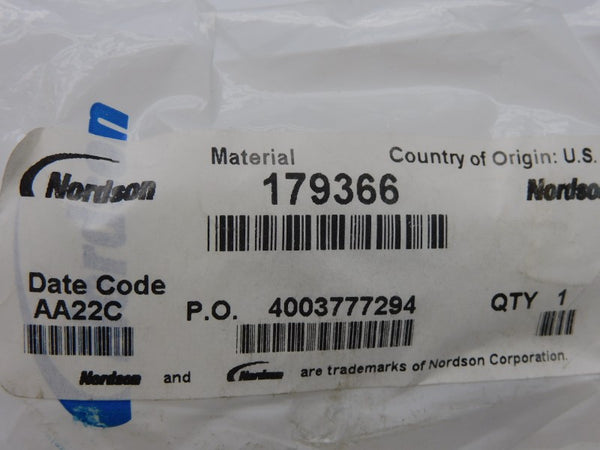 Material Country of Origin: U.S.
Nordson 179366 Nordso
Date Code
AA22C P.O. 4003777294 QTY 1
Nordson and Nordson are trademarks of Nordson Corporation.